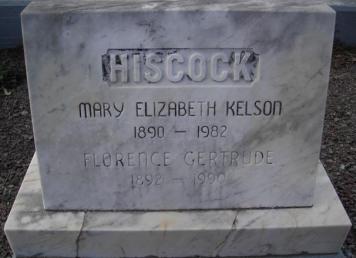 HISCOCK
MARY ELIZABETH KELSON
1890 — 1982
FLORENCE GERTRUDE
1892 — 1990